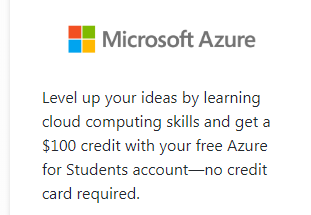 Microsoft Azure
Level up your ideas by learning
cloud computing skills and get a
$100 credit with your free Azure
for Students account—no credit
card required.